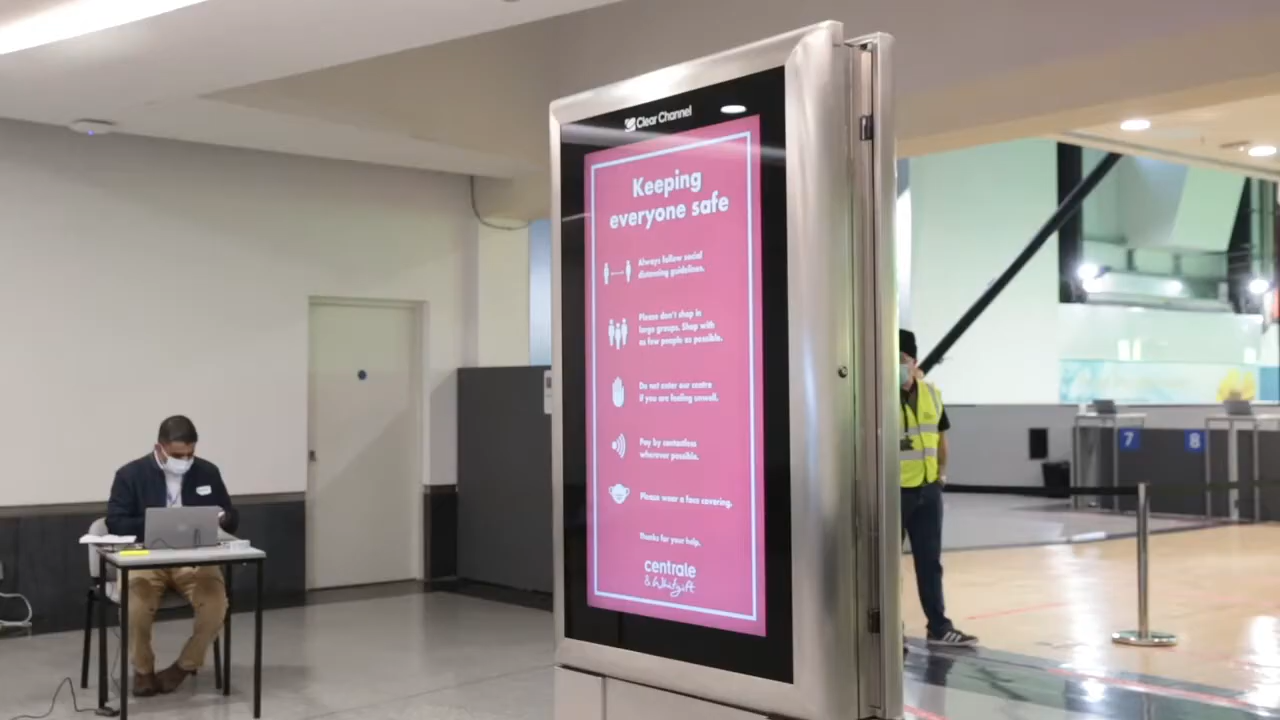 Clear Channel
Keeping
everyone safe
Always follow social
distancing guidelines.
Please don't shop in
large groups. Shop with
as few people as possible.
Do not enter our centre
if you are feeling unwell.
Pay by contactless
wherever possible.
Please wear a face covering.
Thanks for your help.
centrale
& Whitgift
7
8